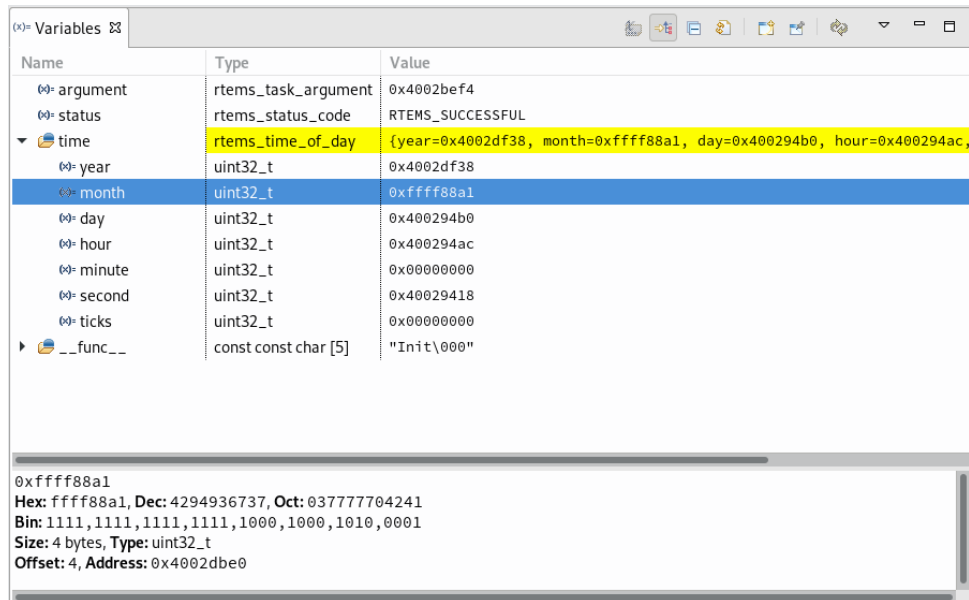 (x)= Variables
Name Type Value
(x)= argument rtems_task_argument 0x4002bef4
(x)= status rtems_status_code RTEMS_SUCCESSFUL
time rtems_time_of_day {year=0x4002df38, month=0xffff88a1, day=0x400294b0, hour=0x400294ac,
(x)= year uint32_t 0x4002df38
(x)= month uint32_t 0xffff88a1
(x)= day uint32_t 0x400294b0
(x)= hour uint32_t 0x400294ac
(x)= minute uint32_t 0x00000000
(x)= second uint32_t 0x40029418
(x)= ticks uint32_t 0x00000000
__func__ const const char [5] "Init\000"
0xffff88a1
Hex: ffff88a1, Dec: 4294936737, Oct: 037777704241
Bin: 1111,1111,1111,1111,1000,1000,1010,0001
Size: 4 bytes, Type: uint32_t
Offset: 4, Address: 0x4002dbe0